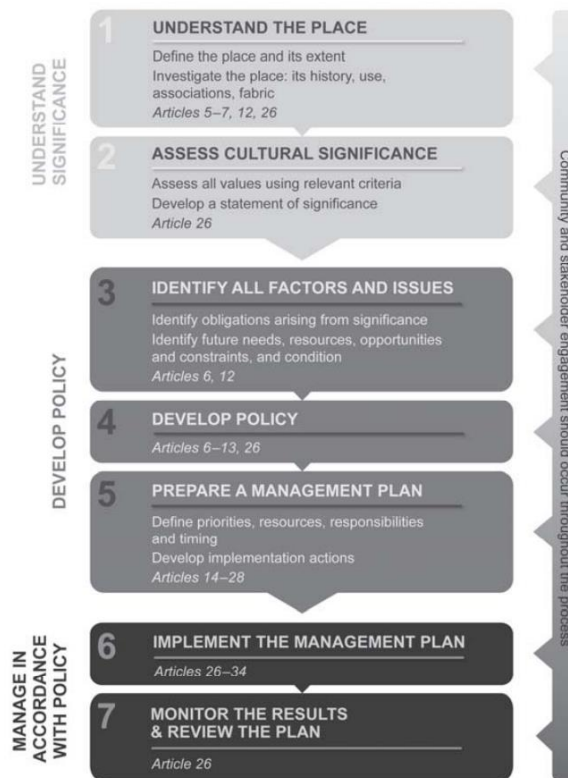 UNDERSTAND
SIGNIFICANCE
1
UNDERSTAND THE PLACE
Define the place and its extent
Investigate the place: its history, use,
associations, fabric
Articles 5–7, 12, 26
2
ASSESS CULTURAL SIGNIFICANCE
Assess all values using relevant criteria
Develop a statement of significance
Article 26
DEVELOP POLICY
3
IDENTIFY ALL FACTORS AND ISSUES
Identify obligations arising from significance
Identify future needs, resources, opportunities
and constraints, and condition
Articles 6, 12
4
DEVELOP POLICY
Articles 6–13, 26
5
PREPARE A MANAGEMENT PLAN
Define priorities, resources, responsibilities
and timing
Develop implementation actions
Articles 14–28
MANAGE IN
ACCORDANCE
WITH POLICY
6
IMPLEMENT THE MANAGEMENT PLAN
Articles 26–34
7
MONITOR THE RESULTS
& REVIEW THE PLAN
Article 26
Community and stakeholder engagement should occur throughout the process